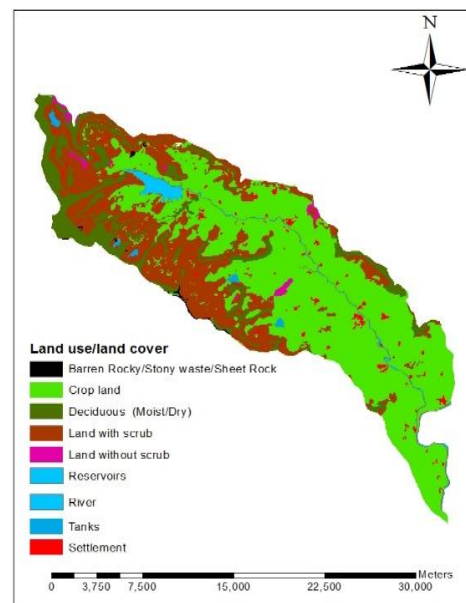 N
Land use/land cover
Barren Rocky/Stony waste/Sheet Rock
Crop land
Deciduous (Moist/Dry)
Land with scrub
Land without scrub
Reservoirs
River
Tanks
Settlement
Meters
0 3,750 7,500 15,000 22,500 30,000